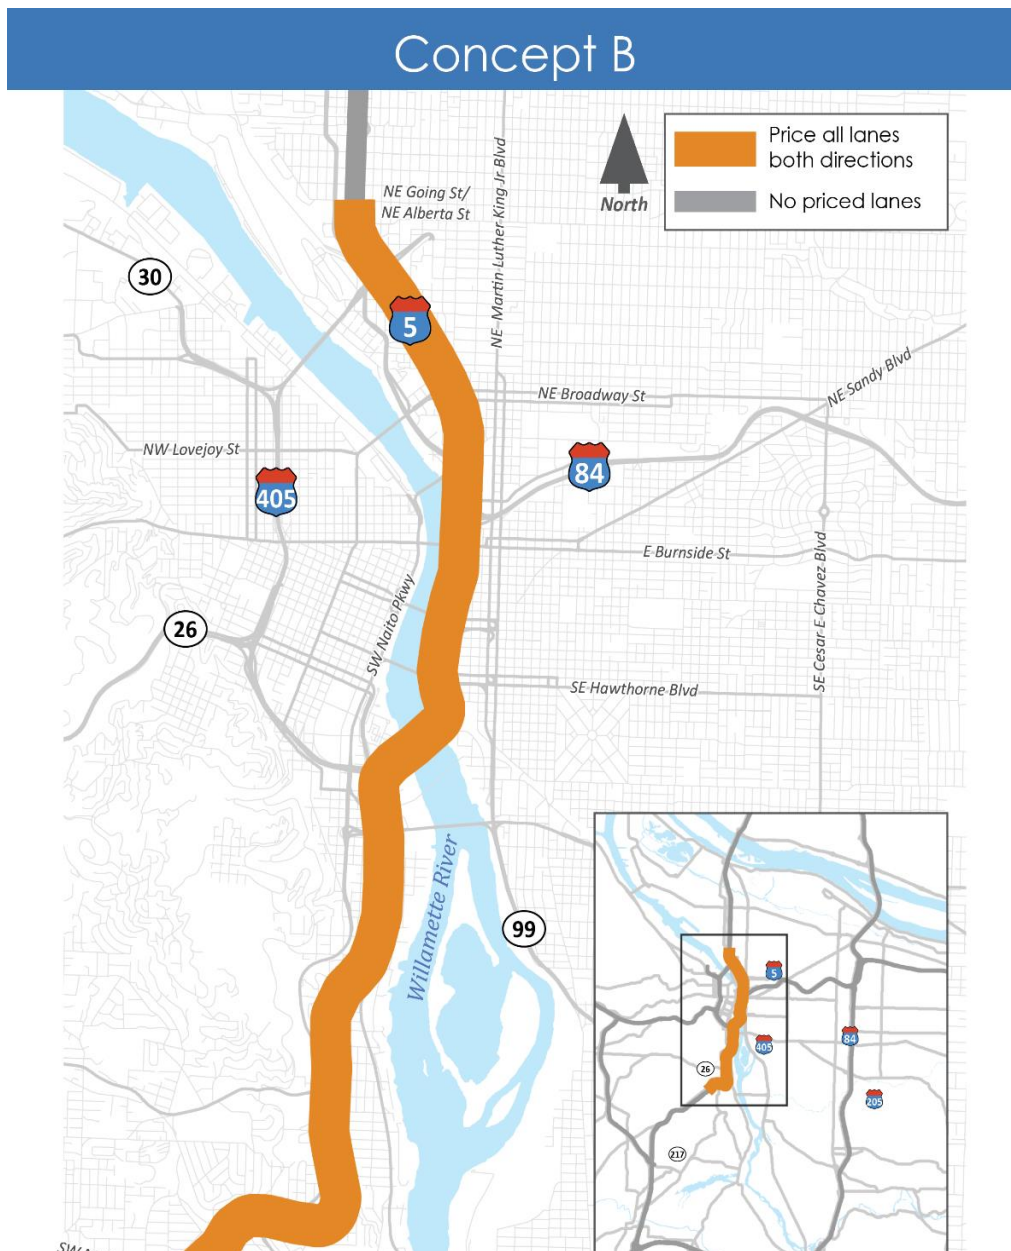 Concept B
Price all lanes
both directions
No priced lanes
North
NE Going St/
NE Alberta St
NE Martin Luther King Jr Blvd
30
5
NE Sandy Blvd
NE Broadway St
NW Lovejoy St
84
405
E Burnside St
SW Naito Pkwy
SE Cesar E Chavez Blvd
26
SE Hawthorne Blvd
Willamette River
99
5
84
405
26
205
217